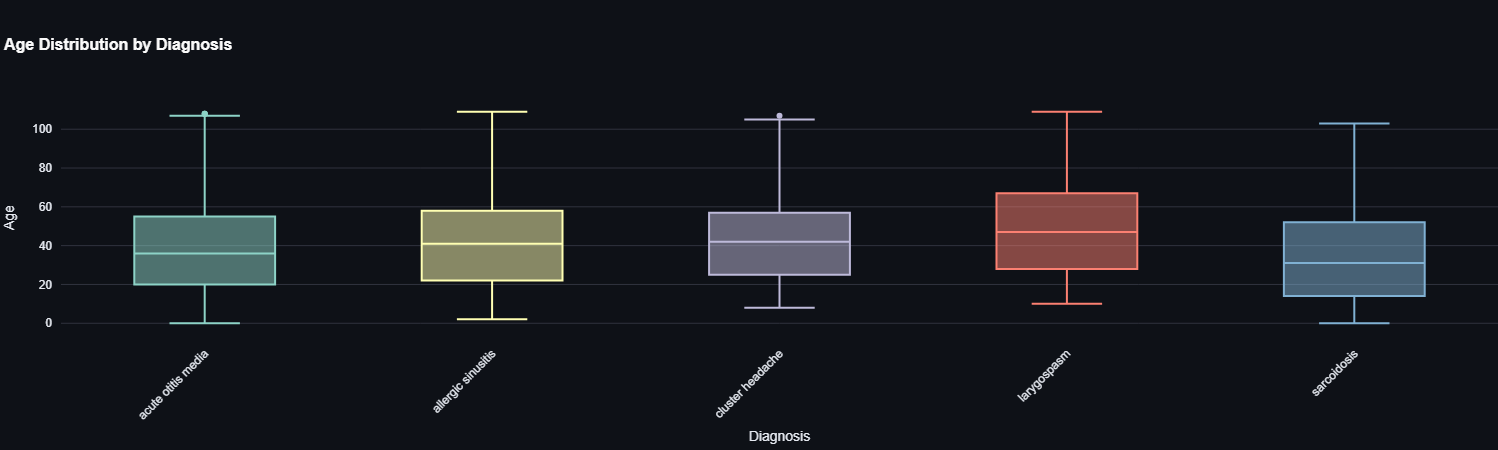 Age Distribution by Diagnosis
100
80
60
40
20
0
Age
acute otitis media
allergic sinusitis
cluster headache
larygospasm
sarcoidosis
Diagnosis